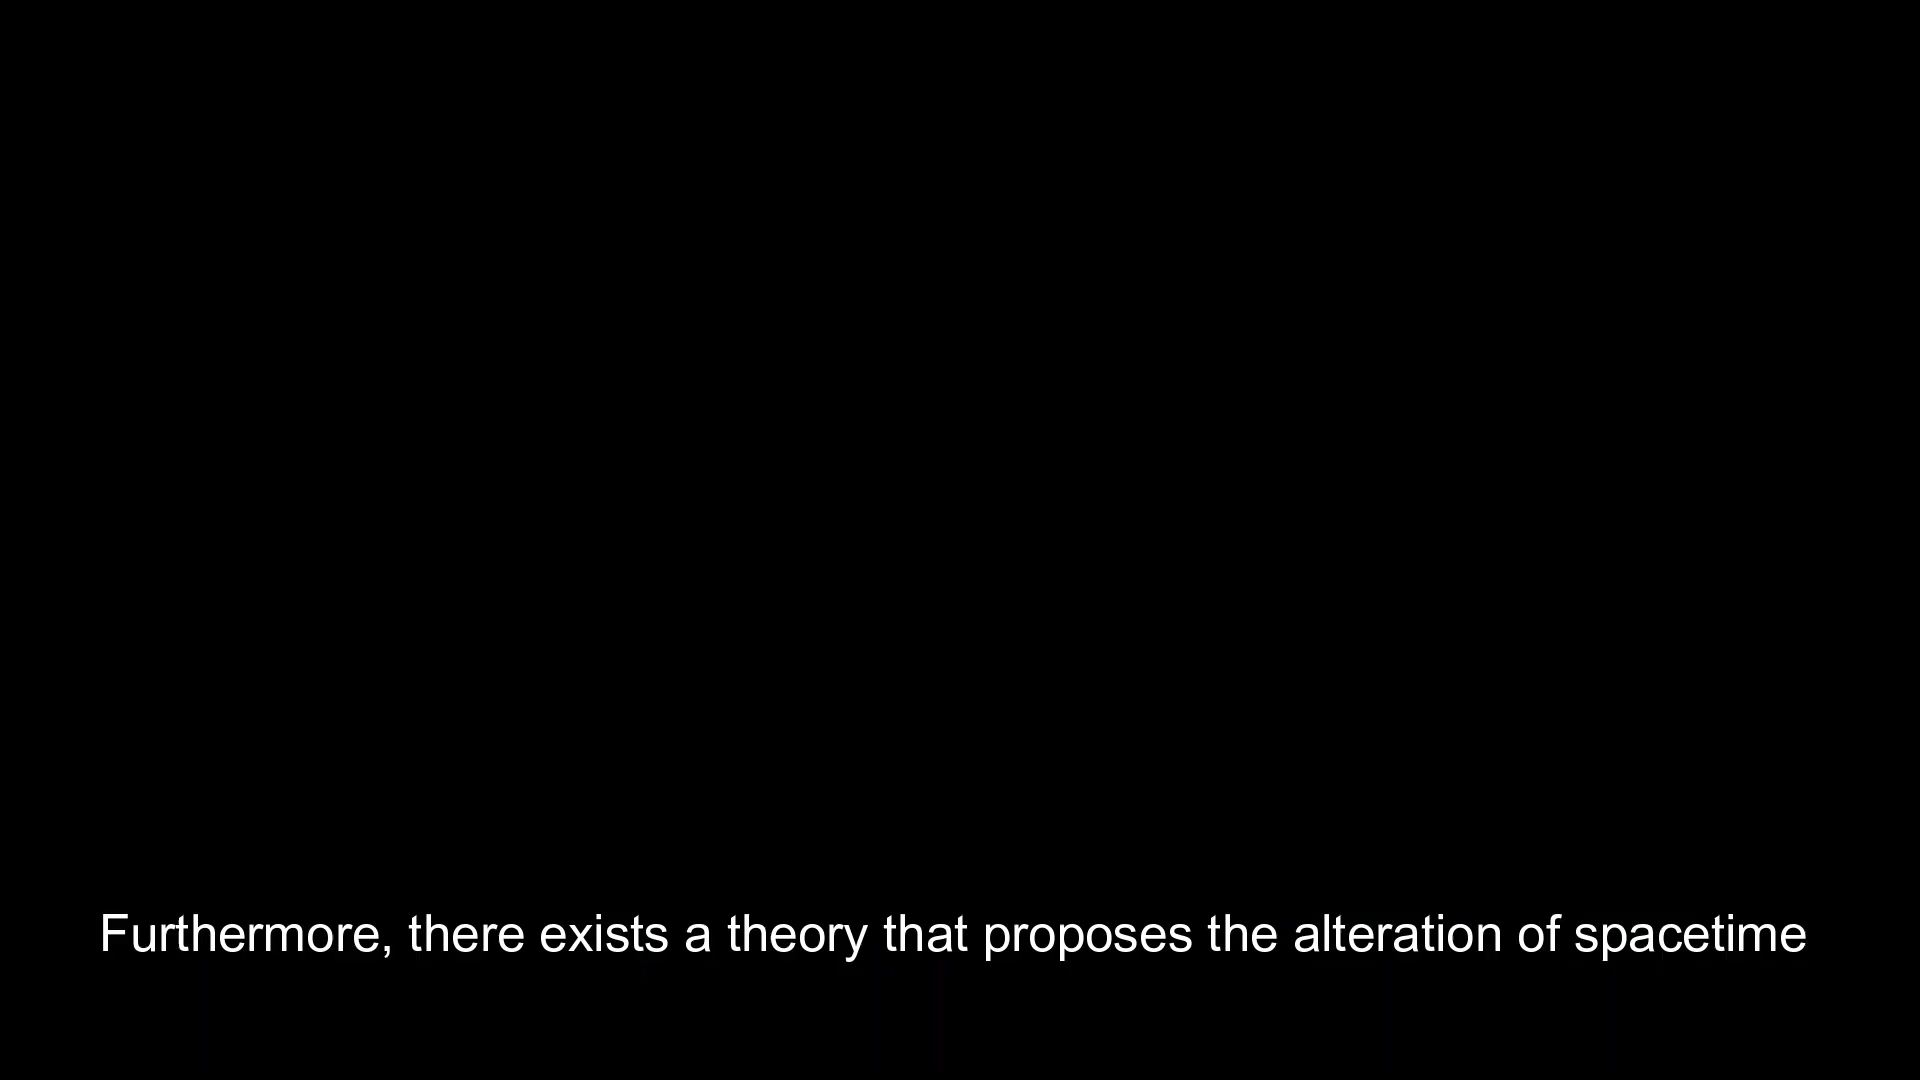 Furthermore, there exists a theory that proposes the alteration of spacetime